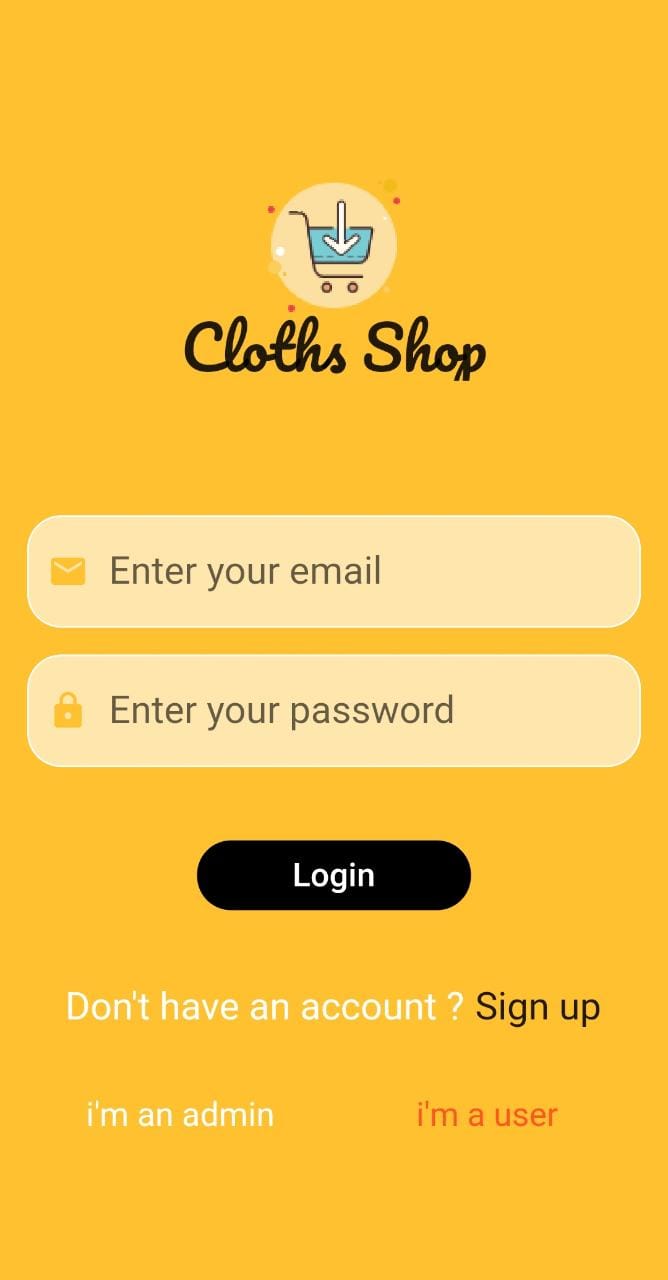 Cloths Shop
Enter your email
Enter your password
Login
Don't have an account ? Sign up
i'm an admin
i'm a user